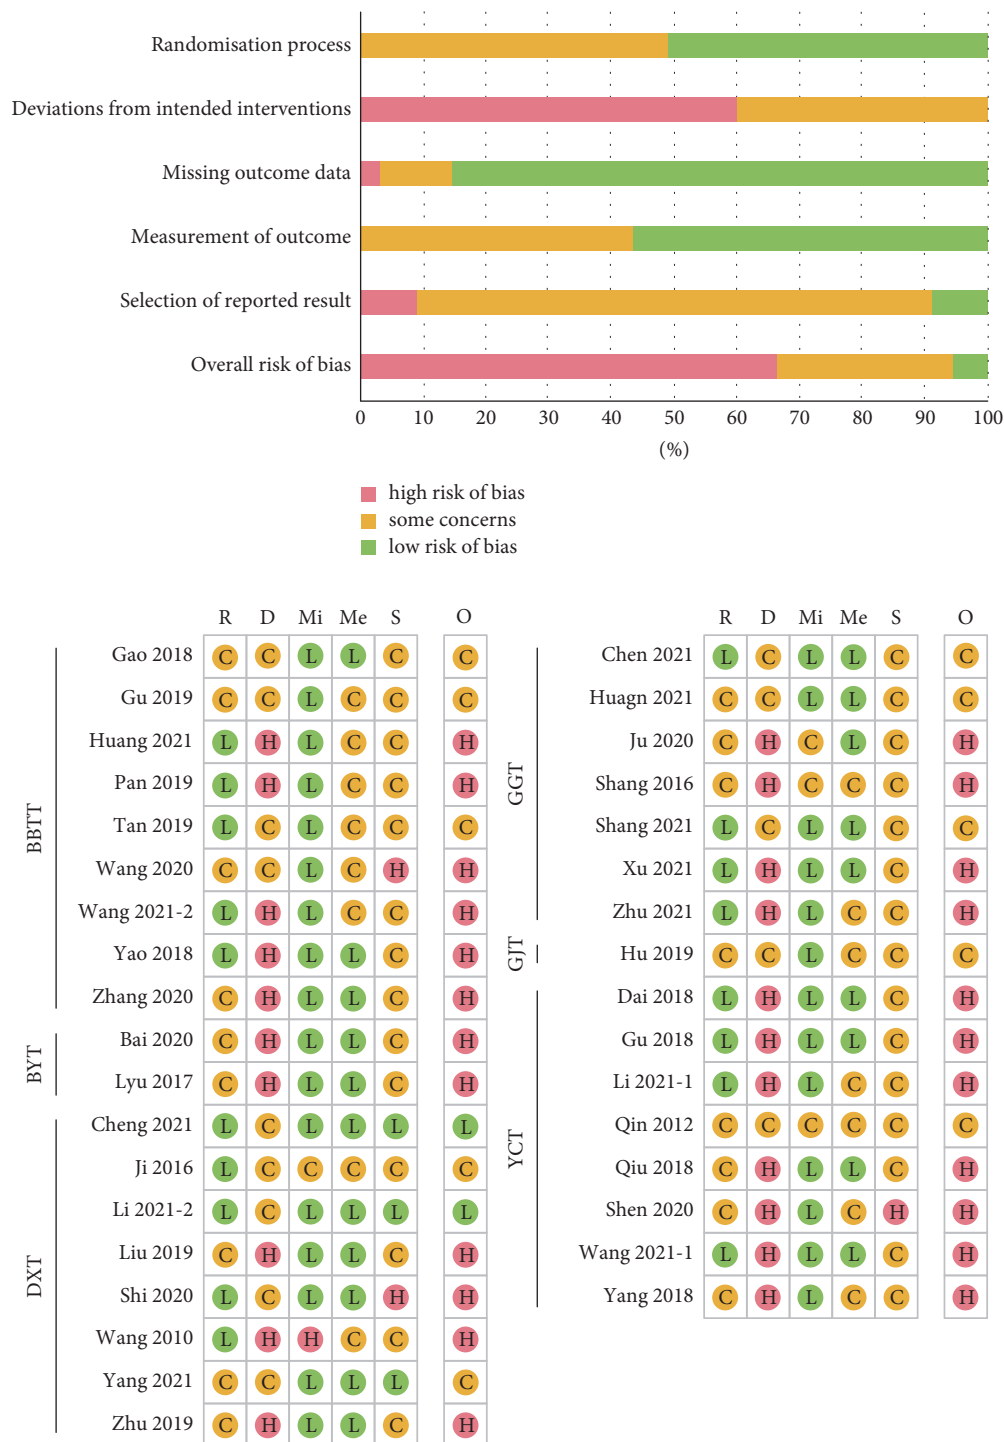 Randomisation process
Deviations from intended interventions
Missing outcome data
Measurement of outcome
Selection of reported result
Overall risk of bias
0 10 20 30 40 50 60 70 80 90 100
(%)
high risk of bias
some concerns
low risk of bias
R D Mi Me S O
BBTT
Gao 2018 C C L L C C
Gu 2019 C C L C C C
Huang 2021 L H L C C H
Pan 2019 L H L C C H
Tan 2019 L C L C C C
Wang 2020 C C L C H H
Wang 2021-2 L H L C C H
Yao 2018 L H L L C H
Zhang 2020 C H L L C H
BYT
Bai 2020 C H L L C H
Lyu 2017 C H L L C H
DXT
Cheng 2021 L C L L L L
Ji 2016 L C C C C C
Li 2021-2 L C L L L L
Liu 2019 C H L L C H
Shi 2020 L C L L H H
Wang 2010 L H H C C H
Yang 2021 C C L L L C
Zhu 2019 C H L L C H
R D Mi Me S O
GGT
Chen 2021 L C L L C C
Huagn 2021 C C L L C C
Ju 2020 C H C L C H
Shang 2016 C H C C C H
Shang 2021 L C L L C C
Xu 2021 L H L L C H
Zhu 2021 L H L C C H
GJT
Hu 2019 C C L C C C
YCT
Dai 2018 L H L L C H
Gu 2018 L H L L C H
Li 2021-1 L H L C C H
Qin 2012 C C C C C C
Qiu 2018 C H L L C H
Shen 2020 C H L C H H
Wang 2021-1 L H L L C H
Yang 2018 C H L C C H